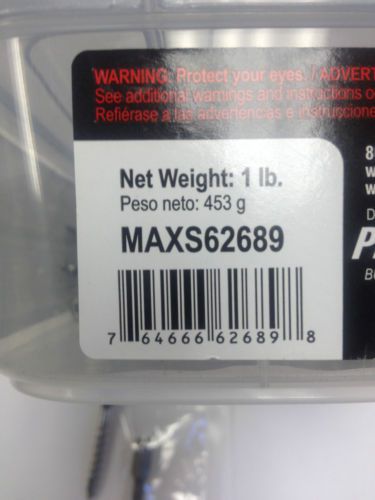 WARNING: Protect your eyes. / ADVERT
See additional warnings and instructions o
Refiérase a las advertencias e instruccione
Net Weight: 1 lb.
Peso neto: 453 g
MAXS62689
7 64666 62689 8
8
W
W
D
P
B